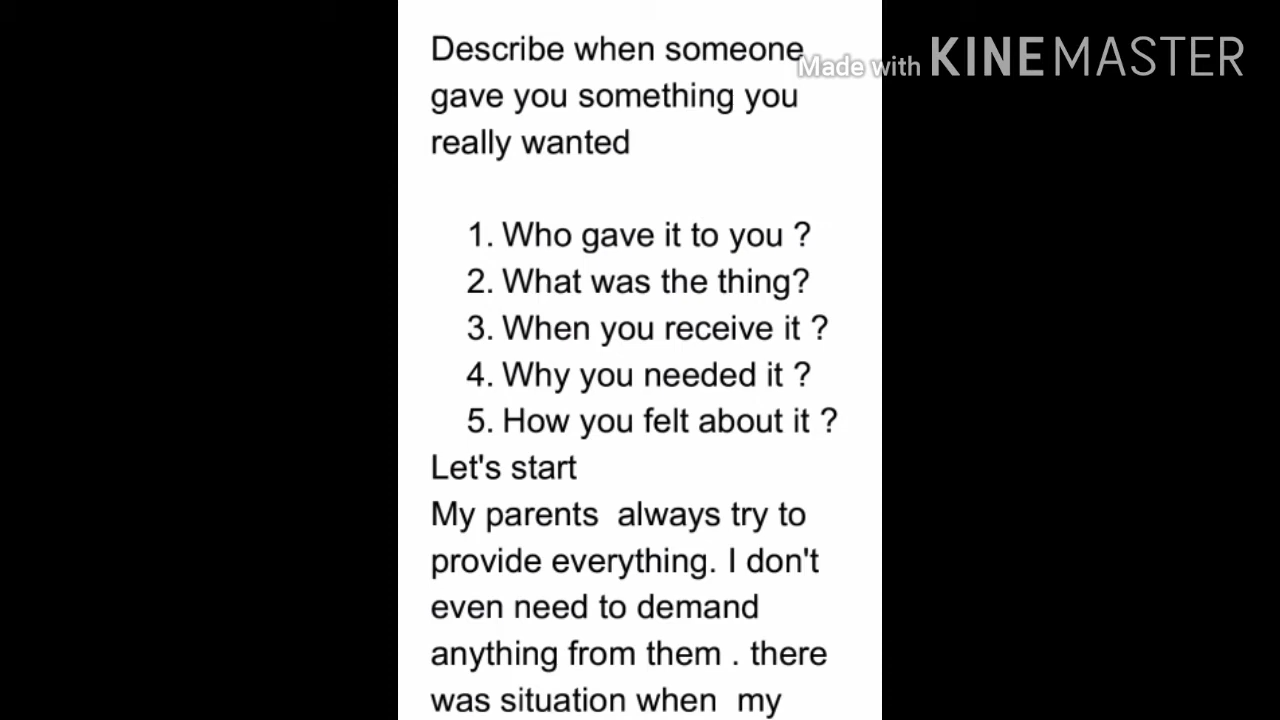 Describe when someone
gave you something you
really wanted
Made with KINEMASTER
1. Who gave it to you ?
2. What was the thing?
3. When you receive it ?
4. Why you needed it ?
5. How you felt about it ?
Let's start
My parents  always try to
provide everything. I don't
even need to demand
anything from them . there
was situation when  my